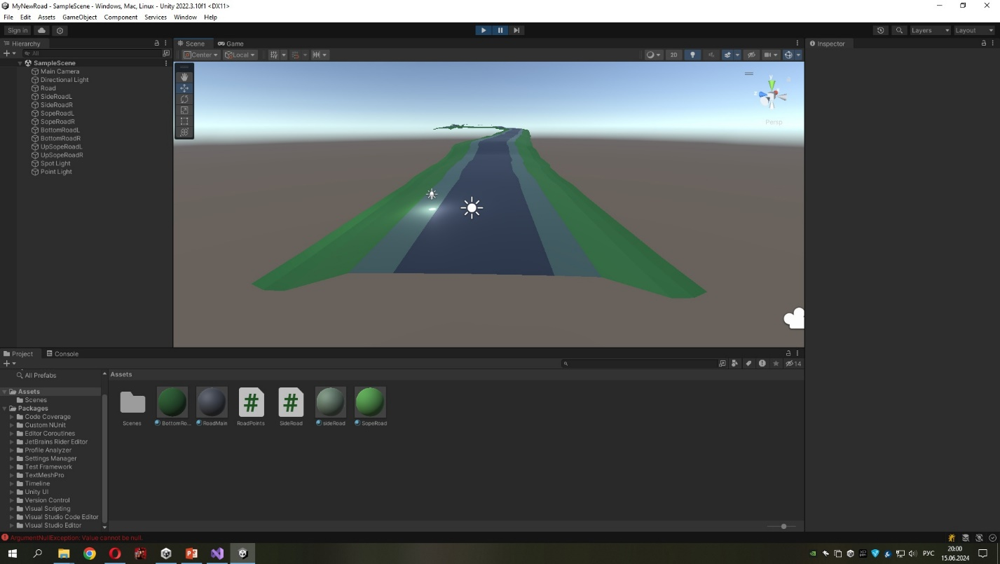 MyNewRoad - SampleScene - Windows, Mac, Linux - Unity 2022.3.10f1 <DX11>
File Edit Assets GameObject Component Services Window Help
Sign in
Layers Layout
Hierarchy
All
SampleScene
Main Camera
Directional Light
Road
SideRoadL
SideRoadR
SopeRoadL
SopeRoadR
BottomRoadL
BottomRoadR
UpSopeRoadL
UpSopeRoadR
Spot Light
Point Light
Scene Game
Center Local
2D
y
x
z
Persp
Inspector
Project Console
14
All Prefabs
Assets
Scenes
Packages
Code Coverage
Custom NUnit
Editor Coroutines
JetBrains Rider Editor
Profile Analyzer
Settings Manager
Test Framework
TextMeshPro
Timeline
Unity UI
Version Control
Visual Scripting
Visual Studio Code Editor
Visual Studio Editor
Assets
Scenes BottomRo... RoadMain RoadPoints SideRoad sideRoad SopeRoad
ArgumentNullException: Value cannot be null.
РУС
20:00
15.06.2024